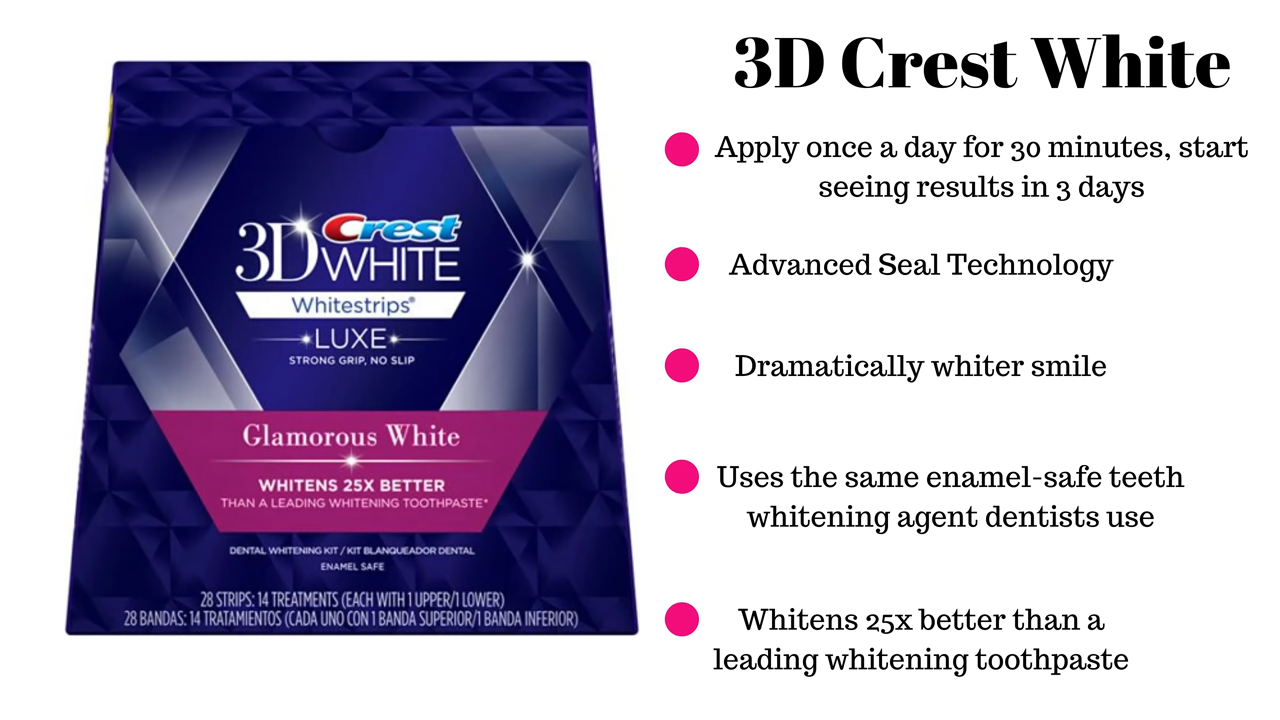 3D Crest White
Apply once a day for 30 minutes, start
seeing results in 3 days
Advanced Seal Technology
Dramatically whiter smile
Uses the same enamel-safe teeth
whitening agent dentists use
Whitens 25x better than a
leading whitening toothpaste
Crest
3D WHITE
Whitestrips®
LUXE
STRONG GRIP, NO SLIP
Glamorous White
WHITENS 25X BETTER
THAN A LEADING WHITENING TOOTHPASTE*
DENTAL WHITENING KIT / KIT BLANQUEADOR DENTAL
ENAMEL SAFE
28 STRIPS: 14 TREATMENTS (EACH WITH 1 UPPER/1 LOWER)
28 BANDAS: 14 TRATAMIENTOS (CADA UNO CON 1 BANDA SUPERIOR/1 BANDA INFERIOR)